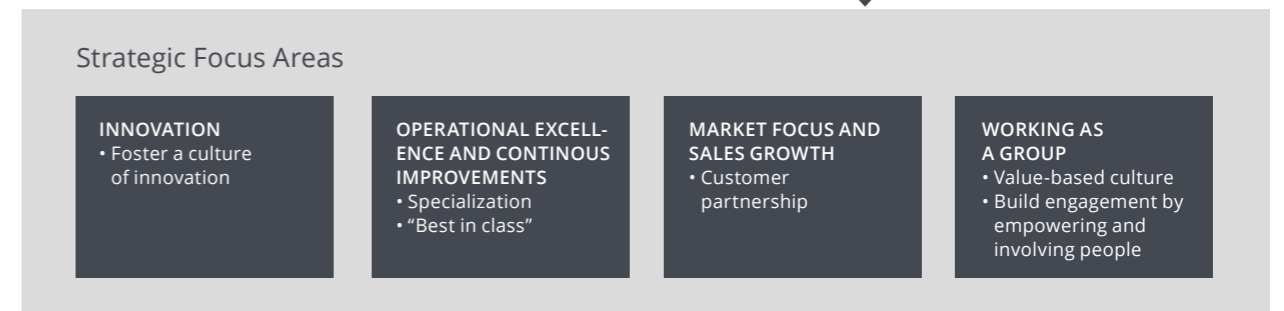 Strategic Focus Areas
INNOVATION
• Foster a culture
of innovation
OPERATIONAL EXCELL-
ENCE AND CONTINOUS
IMPROVEMENTS
• Specialization
• “Best in class”
MARKET FOCUS AND
SALES GROWTH
• Customer
partnership
WORKING AS
A GROUP
• Value-based culture
• Build engagement by
empowering and
involving people